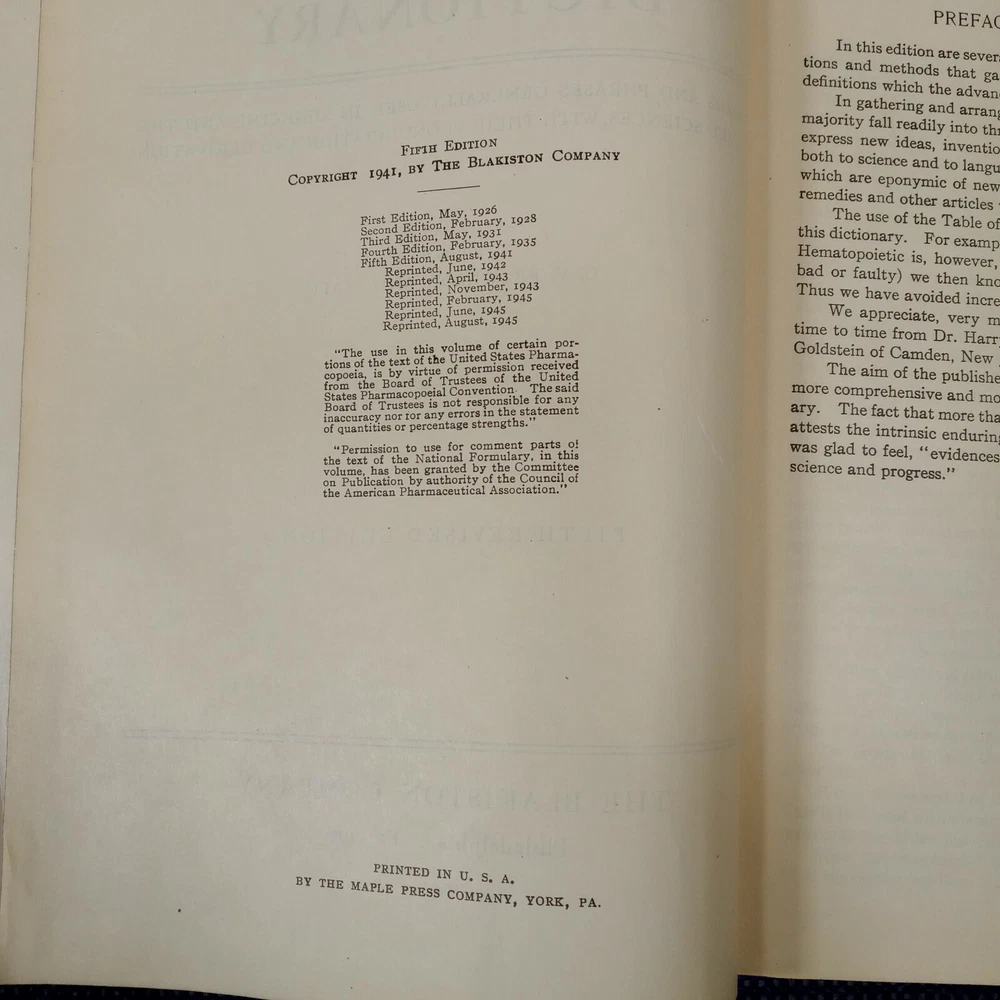 FIFTH EDITION
COPYRIGHT 1941, BY THE BLAKISTON COMPANY
First Edition, May, 1926
Second Edition, February, 1928
Third Edition, May, 1931
Fourth Edition, February, 1935
Fifth Edition, August, 1941
Reprinted, June, 1942
Reprinted, April, 1943
Reprinted, November, 1943
Reprinted, February, 1945
Reprinted, June, 1945
Reprinted, August, 1945
"The use in this volume of certain por-
tions of the text of the United States Pharma-
copoeia, is by virtue of permission received
from the Board of Trustees of the United
States Pharmacopoeial Convention. The said
Board of Trustees is not responsible for any
inaccuracy nor for any errors in the statement
of quantities or percentage strengths."
"Permission to use for comment parts of
the text of the National Formulary, in this
volume, has been granted by the Committee
on Publication by authority of the Council of
the American Pharmaceutical Association."
PRINTED IN U. S. A.
BY THE MAPLE PRESS COMPANY, YORK, PA.
PREFAC
In this edition are sever
tions and methods that ga
definitions which the advan
In gathering and arrang
majority fall readily into th
express new ideas, inventio
both to science and to langu
which are eponymic of new
remedies and other articles
The use of the Table of
this dictionary. For examp
Hematopoietic is, however,
bad or faulty) we then kno
Thus we have avoided incre
We appreciate, very m
time to time from Dr. Harr
Goldstein of Camden, New
The aim of the publishe
more comprehensive and mo
ary. The fact that more tha
attests the intrinsic enduring
was glad to feel, "evidences
science and progress."